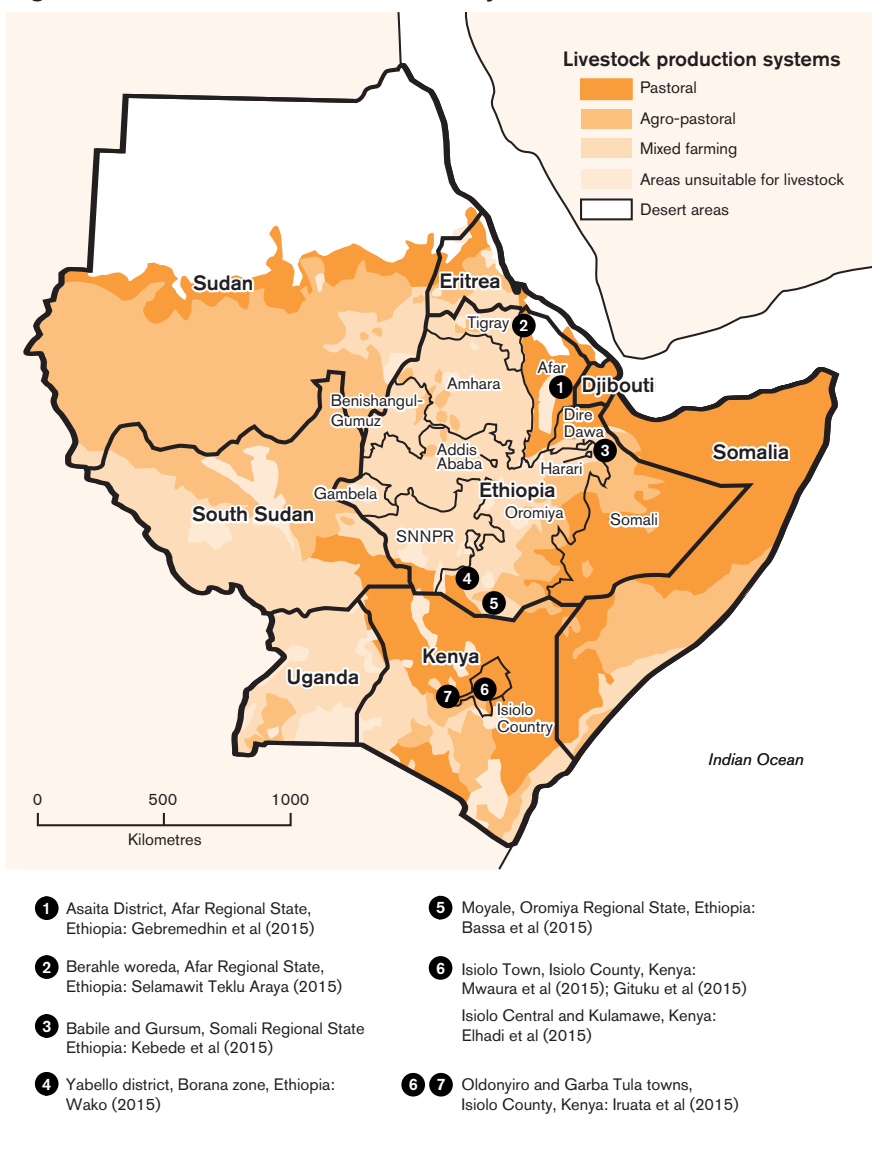 Livestock production systems
Pastoral
Agro-pastoral
Mixed farming
Areas unsuitable for livestock
Desert areas
Sudan
Eritrea
Tigray
2
Afar
1
Djibouti
Amhara
Benishangul-
Gumuz
Dire
Dawa
3
Somalia
Addis
Ababa
Harari
Gambela
Ethiopia
South Sudan
Oromiya
Somali
SNNPR
4
5
Kenya
Uganda
7
6
Isiolo
Country
Indian Ocean
0 500 1000
Kilometres
1 Asaita District, Afar Regional State,
Ethiopia: Gebremedhin et al (2015)
2 Berahle woreda, Afar Regional State,
Ethiopia: Selamawit Teklu Araya (2015)
3 Babile and Gursum, Somali Regional State
Ethiopia: Kebede et al (2015)
4 Yabello district, Borana zone, Ethiopia:
Wako (2015)
5 Moyale, Oromiya Regional State, Ethiopia:
Bassa et al (2015)
6 Isiolo Town, Isiolo County, Kenya:
Mwaura et al (2015); Gituku et al (2015)
Isiolo Central and Kulamawe, Kenya:
Elhadi et al (2015)
6 7 Oldonyiro and Garba Tula towns,
Isiolo County, Kenya: Iruata et al (2015)